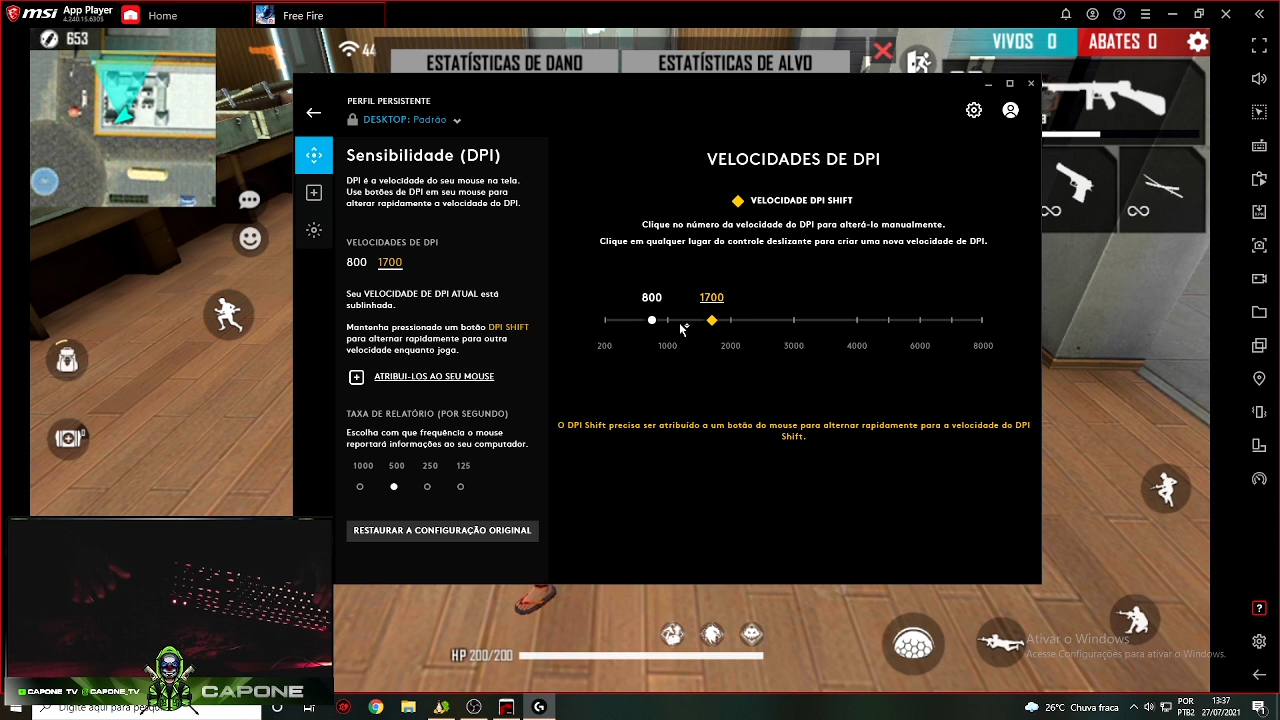 msi App Player
4.240.15.6305
Home
Free Fire
653
44
ESTATÍSTICAS DE DANO
ESTATÍSTICAS DE ALVO
VIVOS 0
ABATES 0
PERFIL PERSISTENTE
DESKTOP: Padrão
Sensibilidade (DPI)
DPI é a velocidade do seu mouse na tela.
Use botões de DPI em seu mouse para
alterar rapidamente a velocidade do DPI.
VELOCIDADES DE DPI
800 1700
Seu VELOCIDADE DE DPI ATUAL está
sublinhada.
Mantenha pressionado um botão DPI SHIFT
para alternar rapidamente para outra
velocidade enquanto joga.
ATRIBUI-LOS AO SEU MOUSE
TAXA DE RELATÓRIO (POR SEGUNDO)
Escolha com que frequência o mouse
reportará informações ao seu computador.
1000 500 250 125
RESTAURAR A CONFIGURAÇÃO ORIGINAL
VELOCIDADES DE DPI
VELOCIDADE DPI SHIFT
Clique no número da velocidade do DPI para alterá-lo manualmente.
Clique em qualquer lugar do controle deslizante para criar uma nova velocidade de DPI.
800 1700
200 1000 2000 3000 4000 6000 8000
O DPI Shift precisa ser atribuído a um botão do mouse para alternar rapidamente para a velocidade do DPI
Shift.
HP 200/200
Ativar o Windows
Acesse Configurações para ativar o Windows.
CAPONE TV CAPONE_TV
CAPONE
Digite aqui para pesq
26°C Chuva fraca
PTB2
13:37
27/07/2021